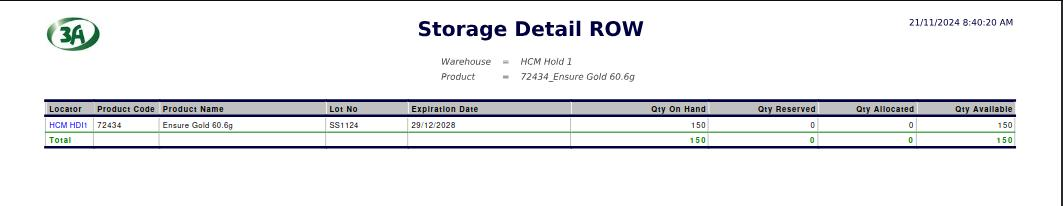 3A
Storage Detail ROW
21/11/2024 8:40:20 AM
Warehouse = HCM Hold 1
Product = 72434_Ensure Gold 60.6g
Locator Product Code Product Name Lot No Expiration Date Qty On Hand Qty Reserved Qty Allocated Qty Available
HCM HDI1 72434 Ensure Gold 60.6g SS1124 29/12/2028 150 0 0 150
Total 150 0 0 150